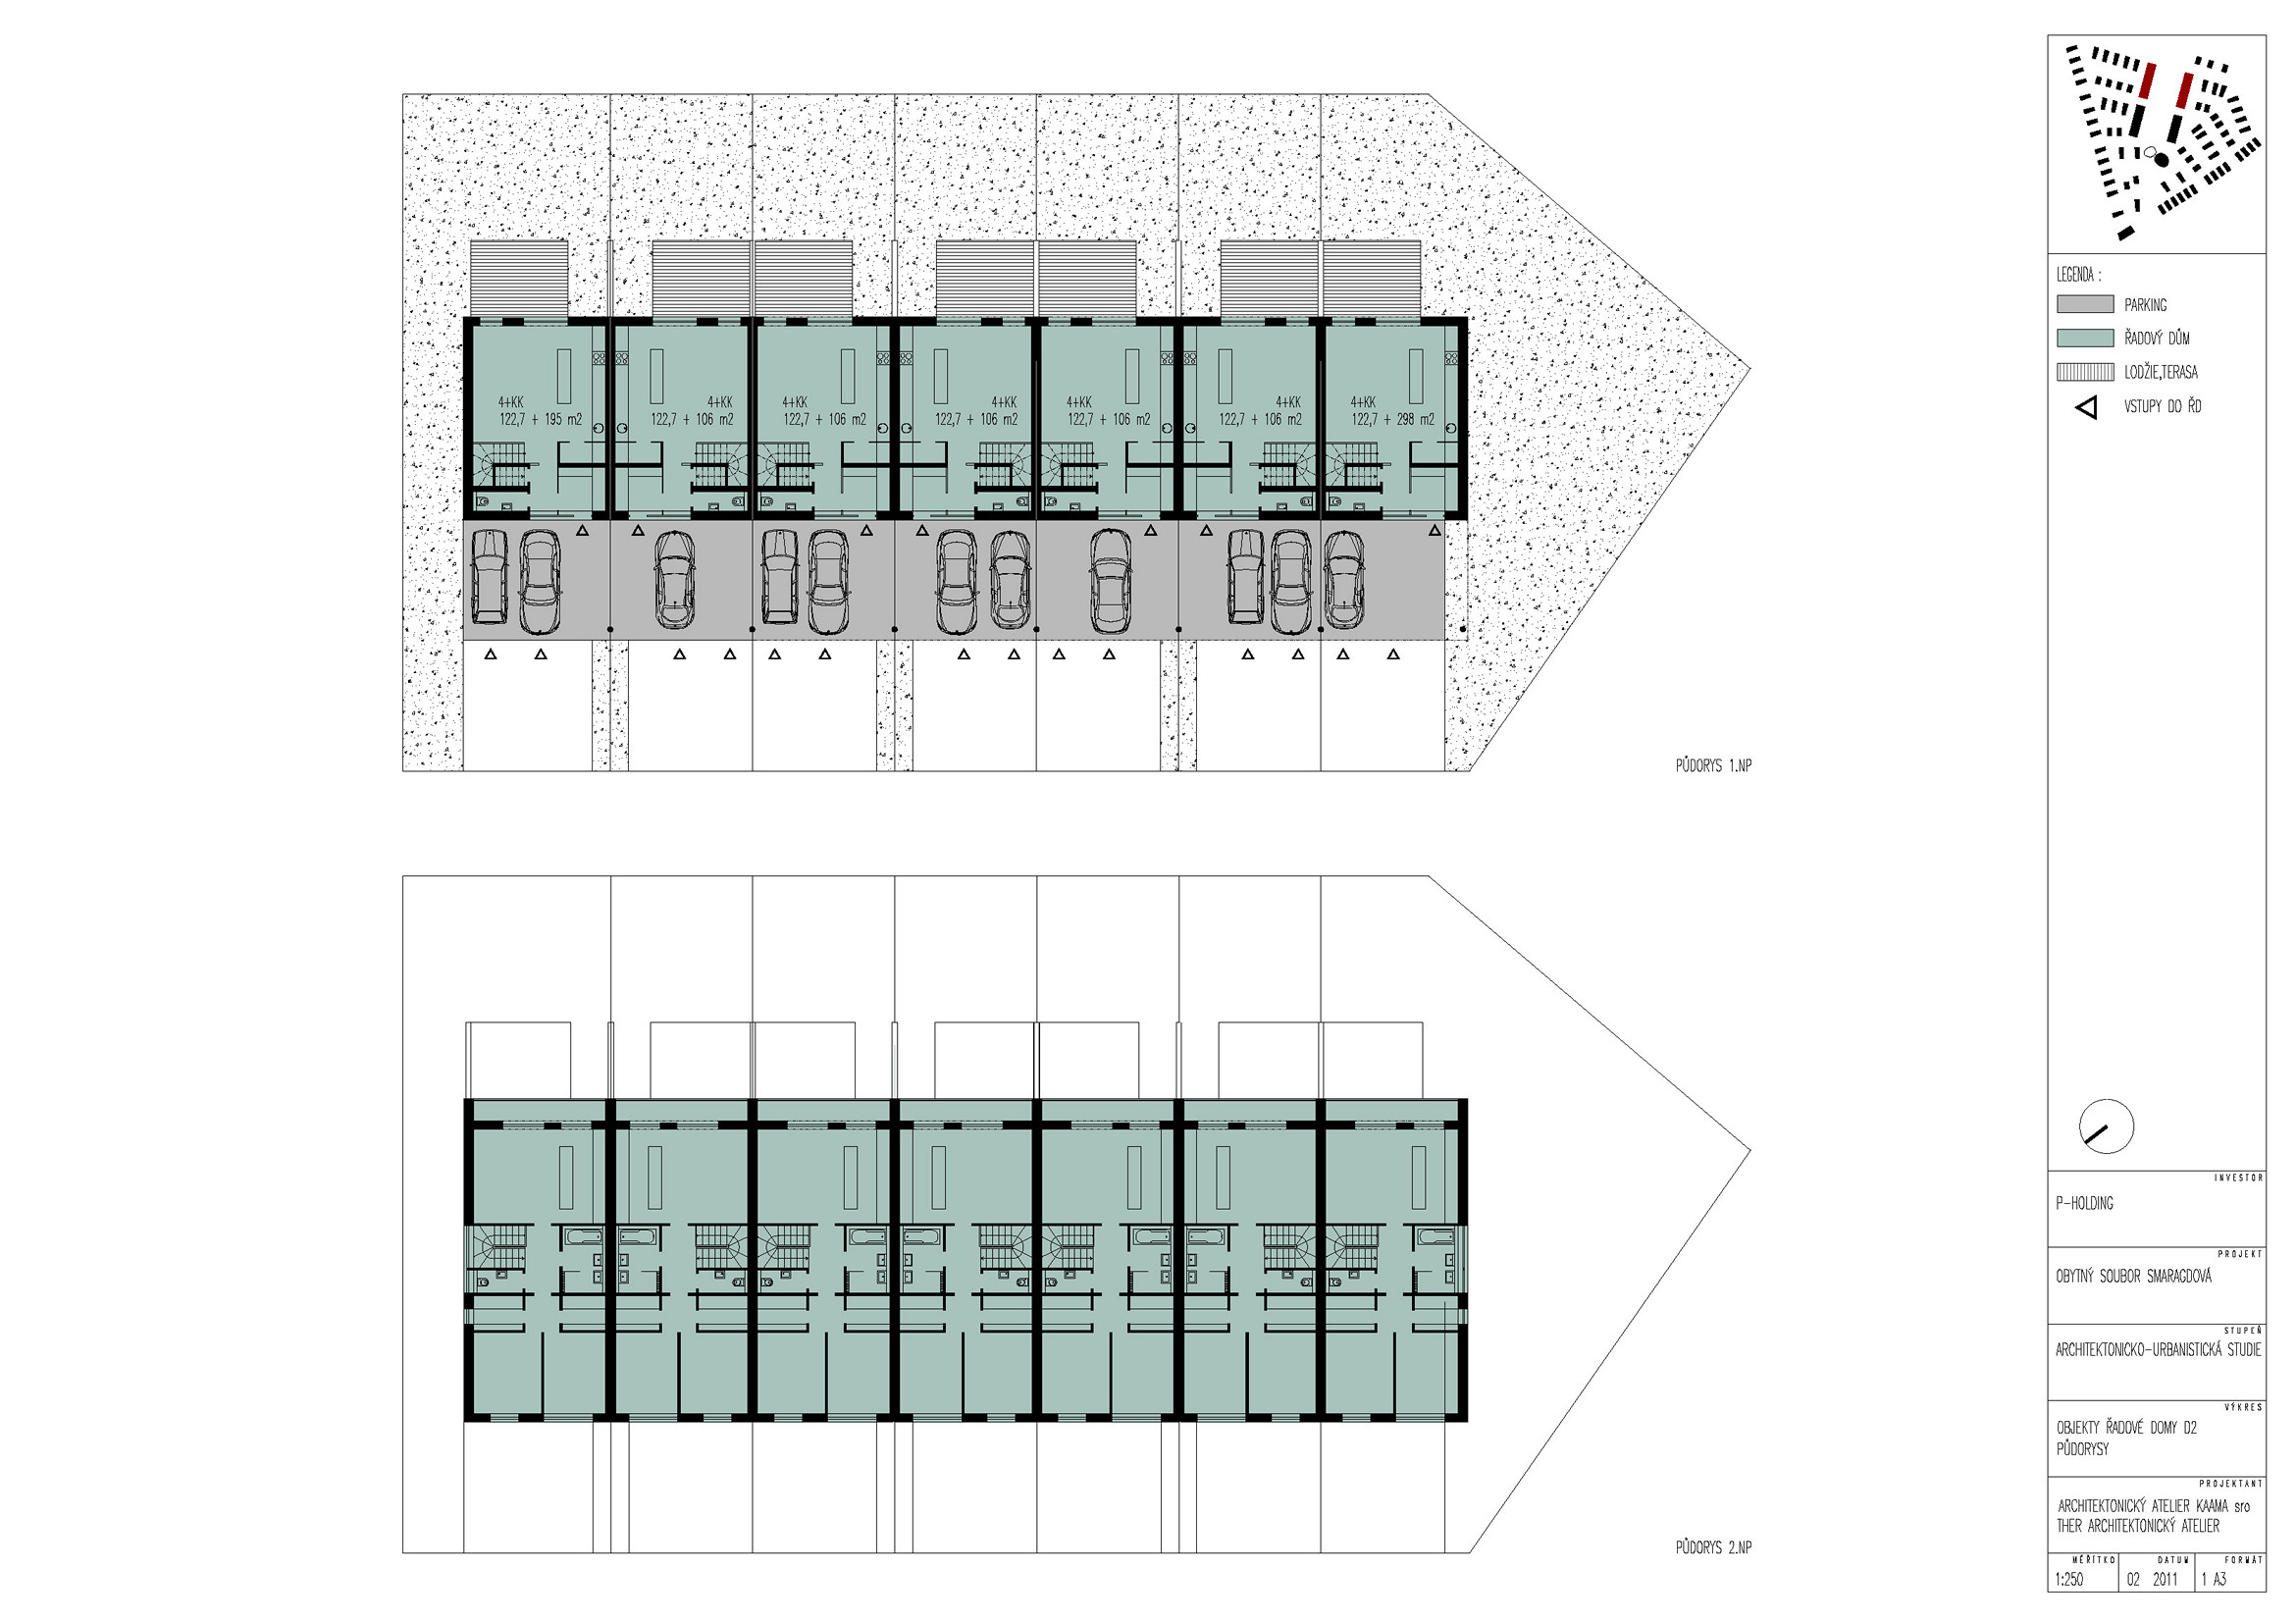 LEGENDA :
PARKING
ŘADOVÝ DŮM
LODŽIE,TERASA
VSTUPY DO ŘD
4+KK
122,7 + 195 m2
4+KK
122,7 + 106 m2
4+KK
122,7 + 106 m2
4+KK
122,7 + 106 m2
4+KK
122,7 + 106 m2
4+KK
122,7 + 106 m2
4+KK
122,7 + 298 m2
PŮDORYS 1.NP
PŮDORYS 2.NP
INVESTOR
P-HOLDING
PROJEKT
OBYTNÝ SOUBOR SMARAGDOVÁ
STUPEŇ
ARCHITEKTONICKO-URBANISTICKÁ STUDIE
VÝKRES
OBJEKTY ŘADOVÉ DOMY D2
PŮDORYSY
PROJEKTANT
ARCHITEKTONICKÝ ATELIER KAAMA sro
THER ARCHITEKTONICKÝ ATELIER
MĚŘÍTKO DATUM FORMÁT
1:250 02 2011 1 A3